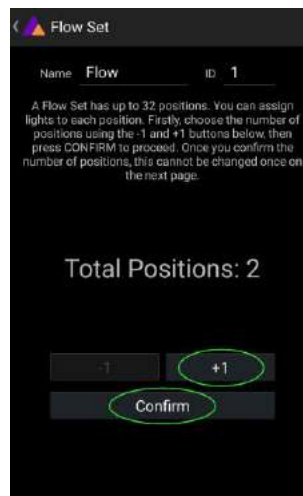 Flow Set
Name Flow ID 1
A Flow Set has up to 32 positions. You can assign
lights to each position. Firstly, choose the number of
positions using the -1 and +1 buttons below, then
press CONFIRM to proceed. Once you confirm the
number of positions, this cannot be changed once on
the next page.
Total Positions: 2
-1 +1
Confirm